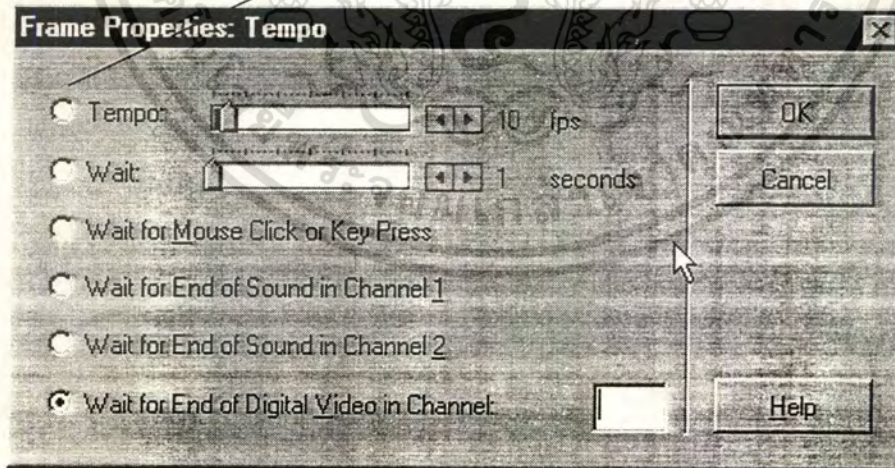 Frame Properties: Tempo
Tempo: 10 fps
OK
Wait: 1 seconds
Cancel
Wait for Mouse Click or Key Press
Wait for End of Sound in Channel 1
Wait for End of Sound in Channel 2
Wait for End of Digital Video in Channel:
Help